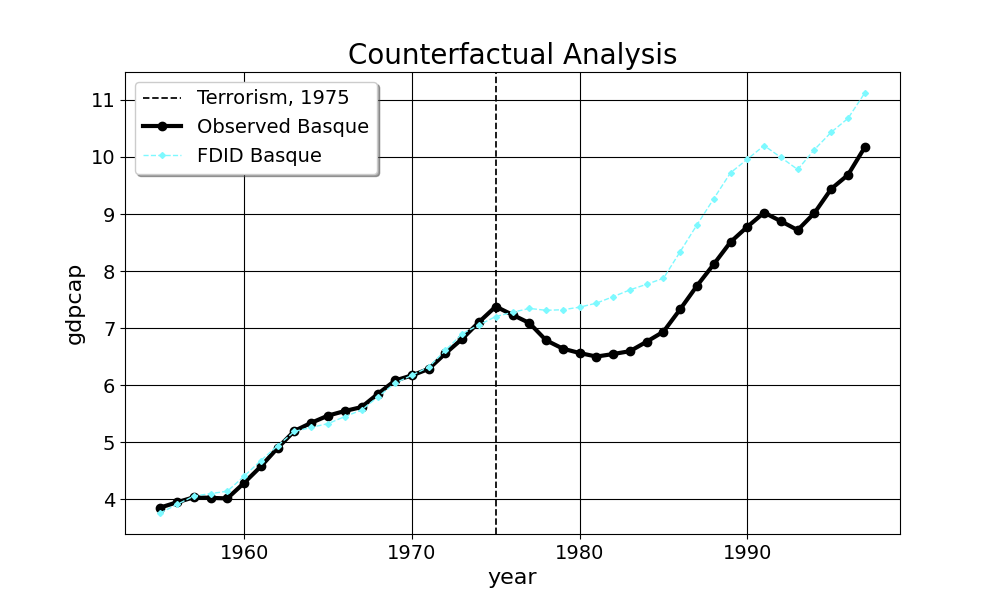 Counterfactual Analysis
Terrorism, 1975
Observed Basque
FDID Basque
11
10
9
8
7
6
5
4
gdpcap
1960 1970 1980 1990
year